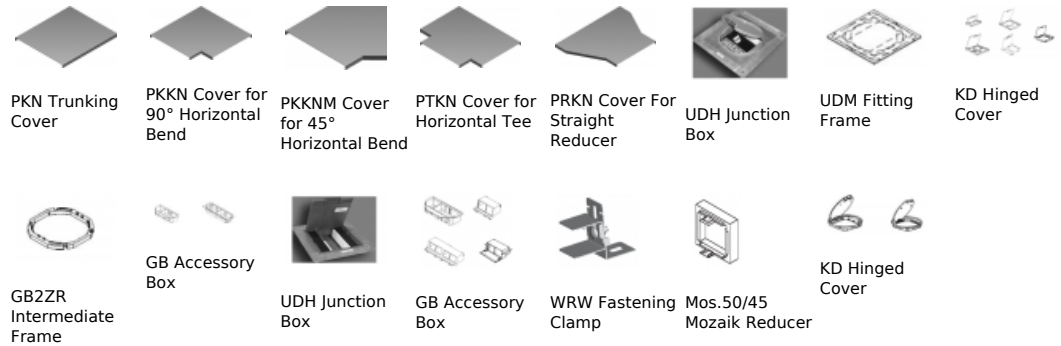 PKN Trunking
Cover
PKKN Cover for
90° Horizontal
Bend
PKKNM Cover
for 45°
Horizontal Bend
PTKN Cover for
Horizontal Tee
PRKN Cover For
Straight
Reducer
UDH Junction
Box
UDM Fitting
Frame
KD Hinged
Cover
GB2ZR
Intermediate
Frame
GB Accessory
Box
UDH Junction
Box
GB Accessory
Box
WRW Fastening
Clamp
Mos.50/45
Mozaik Reducer
KD Hinged
Cover